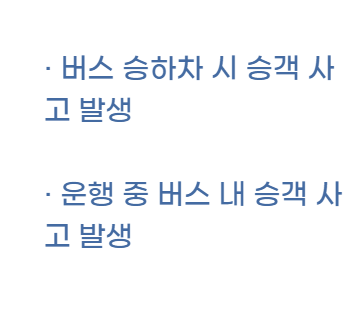 · 버스 승하차 시 승객 사
고 발생
· 운행 중 버스 내 승객 사
고 발생